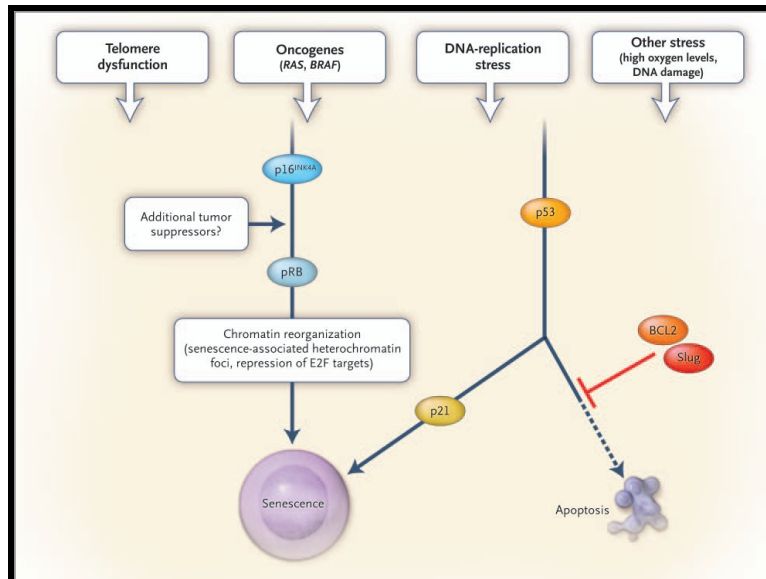 Telomere
dysfunction
Oncogenes
(RAS, BRAF)
DNA-replication
stress
Other stress
(high oxygen levels,
DNA damage)
p16INK4A
Additional tumor
suppressors?
p53
pRB
Chromatin reorganization
(senescence-associated heterochromatin
foci, repression of E2F targets)
BCL2
Slug
p21
Senescence
Apoptosis